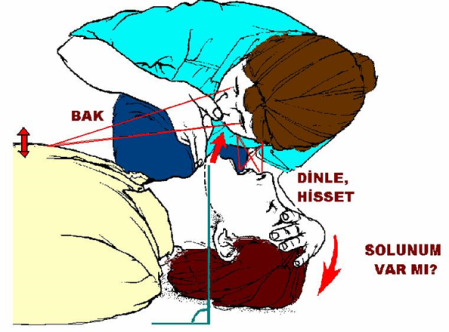 BAK
DİNLE,
HİSSET
SOLUNUM
VAR MI?